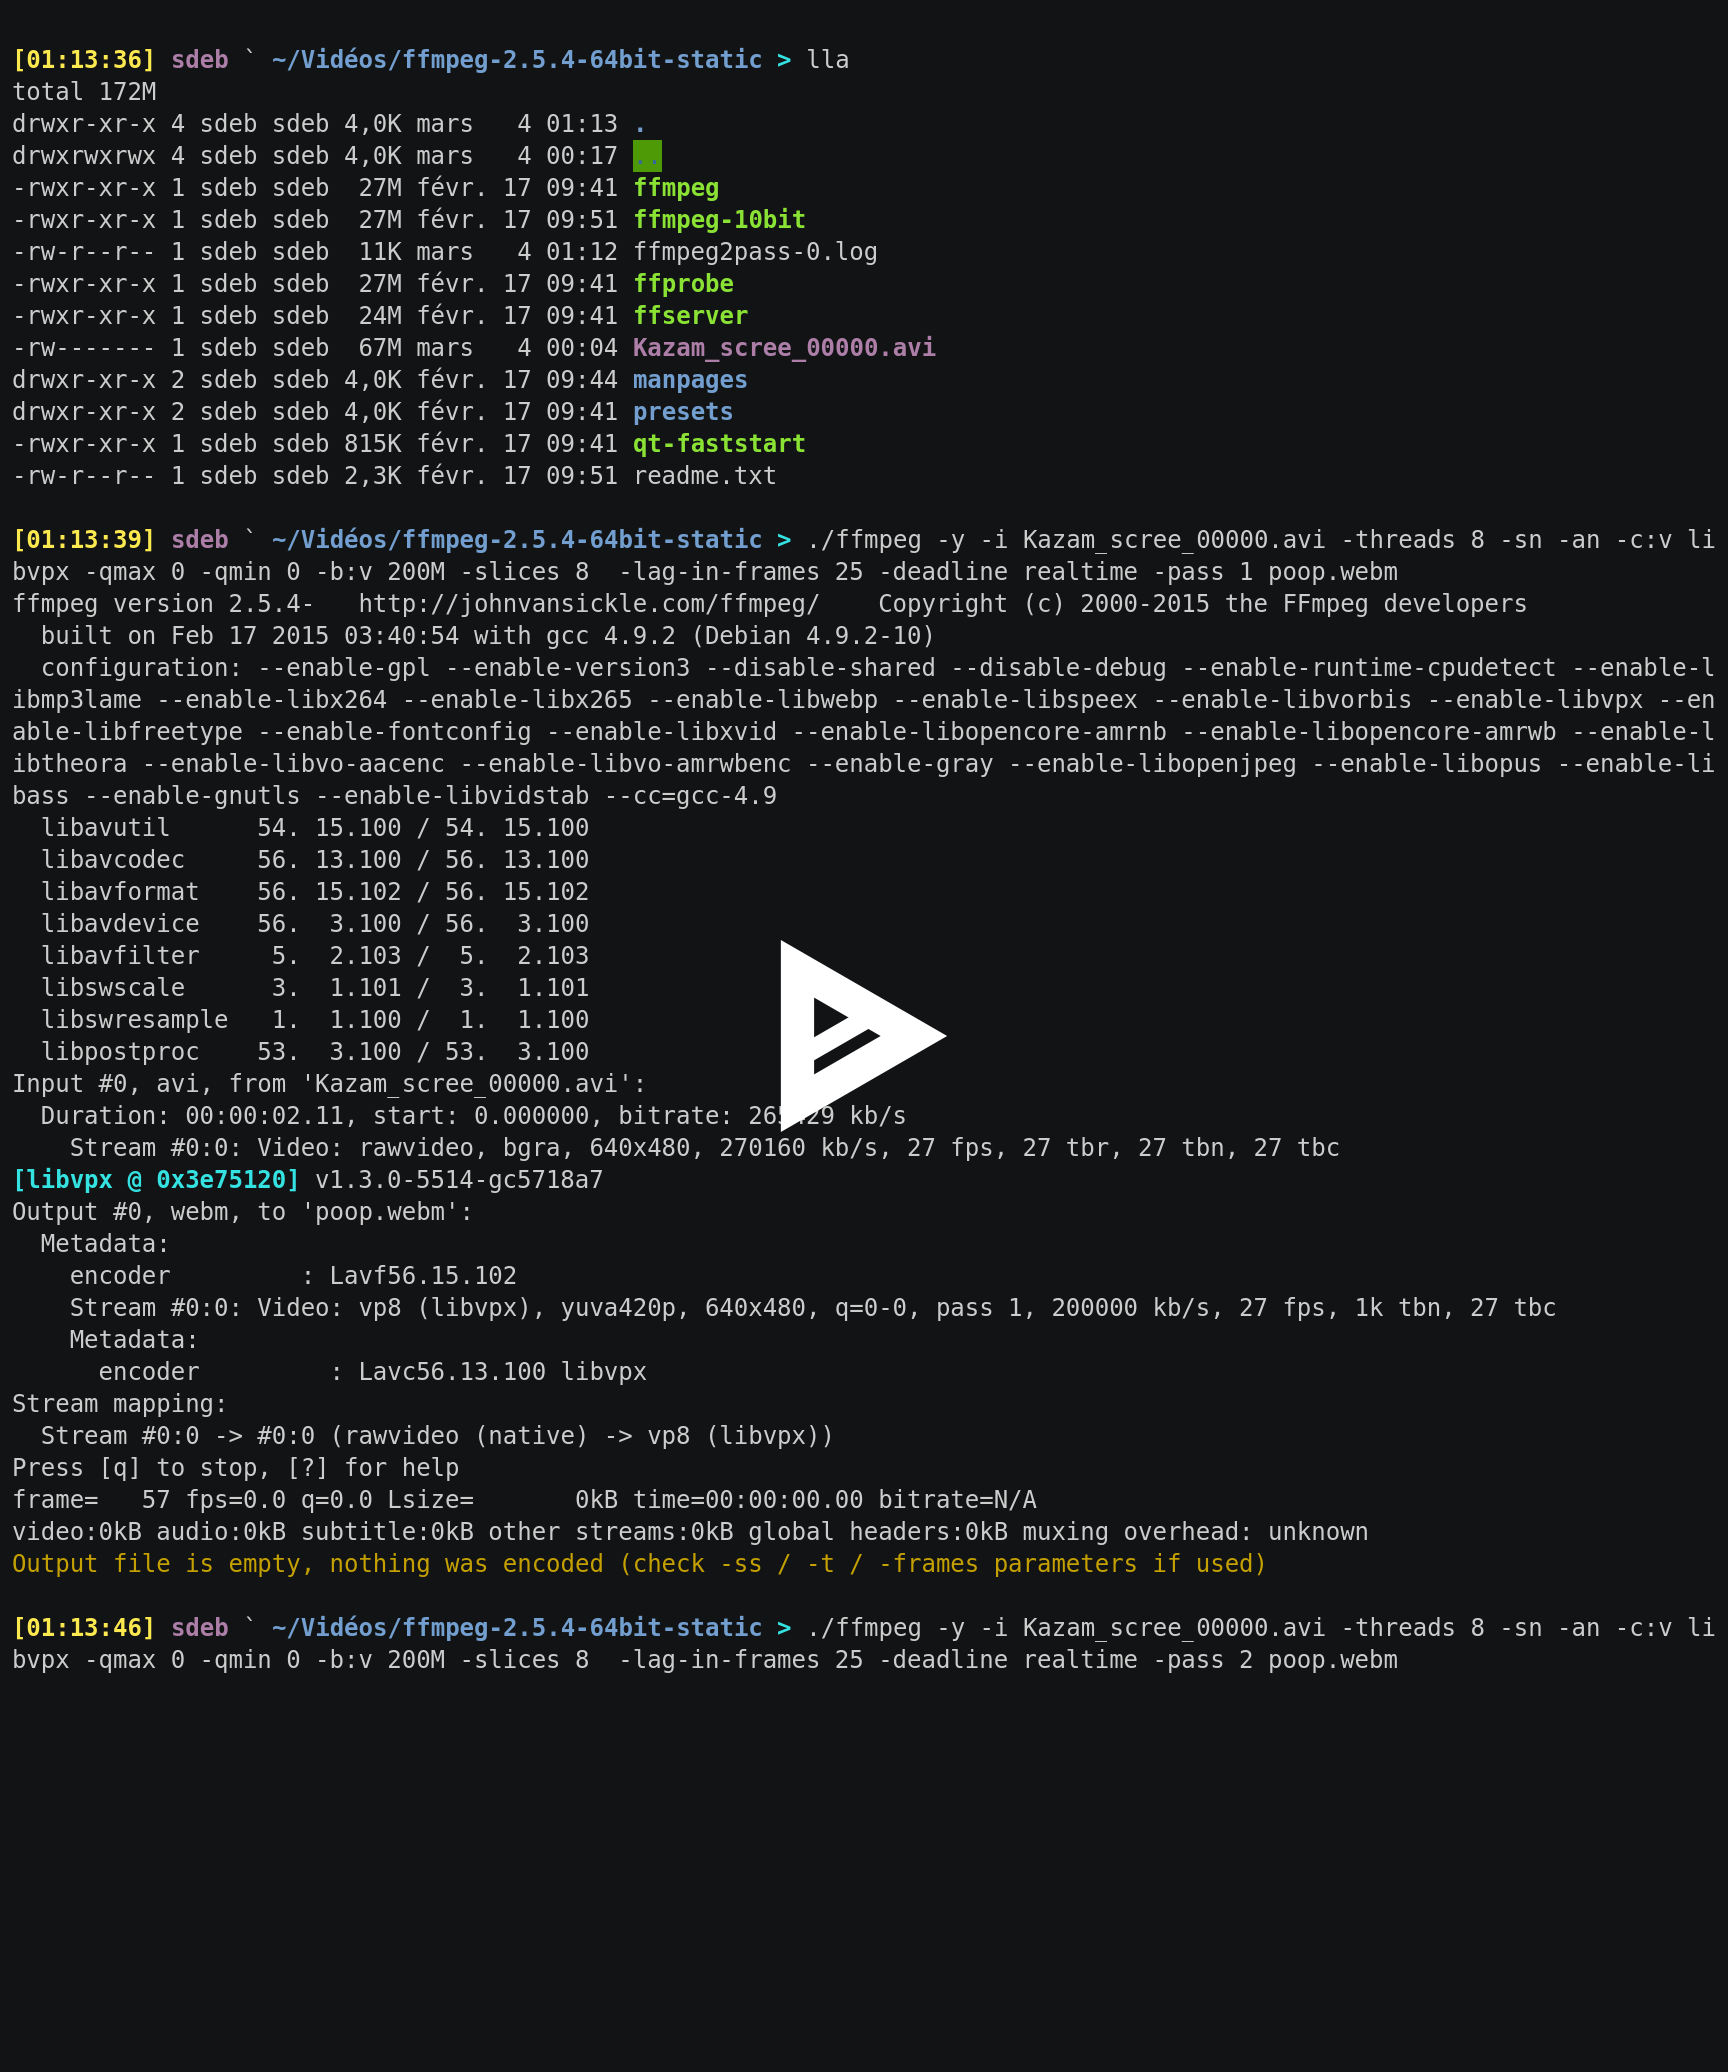 [01:13:36] sdeb ` ~/Vidéos/ffmpeg-2.5.4-64bit-static > lla
total 172M
drwxr-xr-x 4 sdeb sdeb 4,0K mars   4 01:13 .
drwxrwxrwx 4 sdeb sdeb 4,0K mars   4 00:17 ..
-rwxr-xr-x 1 sdeb sdeb  27M févr. 17 09:41 ffmpeg
-rwxr-xr-x 1 sdeb sdeb  27M févr. 17 09:51 ffmpeg-10bit
-rw-r--r-- 1 sdeb sdeb  11K mars   4 01:12 ffmpeg2pass-0.log
-rwxr-xr-x 1 sdeb sdeb  27M févr. 17 09:41 ffprobe
-rwxr-xr-x 1 sdeb sdeb  24M févr. 17 09:41 ffserver
-rw------- 1 sdeb sdeb  67M mars   4 00:04 Kazam_scree_00000.avi
drwxr-xr-x 2 sdeb sdeb 4,0K févr. 17 09:44 manpages
drwxr-xr-x 2 sdeb sdeb 4,0K févr. 17 09:41 presets
-rwxr-xr-x 1 sdeb sdeb 815K févr. 17 09:41 qt-faststart
-rw-r--r-- 1 sdeb sdeb 2,3K févr. 17 09:51 readme.txt
[01:13:39] sdeb ` ~/Vidéos/ffmpeg-2.5.4-64bit-static > ./ffmpeg -y -i Kazam_scree_00000.avi -threads 8 -sn -an -c:v li
bvpx -qmax 0 -qmin 0 -b:v 200M -slices 8  -lag-in-frames 25 -deadline realtime -pass 1 poop.webm
ffmpeg version 2.5.4-   http://johnvansickle.com/ffmpeg/    Copyright (c) 2000-2015 the FFmpeg developers
  built on Feb 17 2015 03:40:54 with gcc 4.9.2 (Debian 4.9.2-10)
  configuration: --enable-gpl --enable-version3 --disable-shared --disable-debug --enable-runtime-cpudetect --enable-l
ibmp3lame --enable-libx264 --enable-libx265 --enable-libwebp --enable-libspeex --enable-libvorbis --enable-libvpx --en
able-libfreetype --enable-fontconfig --enable-libxvid --enable-libopencore-amrnb --enable-libopencore-amrwb --enable-l
ibtheora --enable-libvo-aacenc --enable-libvo-amrwbenc --enable-gray --enable-libopenjpeg --enable-libopus --enable-li
bass --enable-gnutls --enable-libvidstab --cc=gcc-4.9
  libavutil      54. 15.100 / 54. 15.100
  libavcodec     56. 13.100 / 56. 13.100
  libavformat    56. 15.102 / 56. 15.102
  libavdevice    56.  3.100 / 56.  3.100
  libavfilter     5.  2.103 /  5.  2.103
  libswscale      3.  1.101 /  3.  1.101
  libswresample   1.  1.100 /  1.  1.100
  libpostproc    53.  3.100 / 53.  3.100
Input #0, avi, from 'Kazam_scree_00000.avi':
  Duration: 00:00:02.11, start: 0.000000, bitrate: kb/s
    Stream #0:0: Video: rawvideo, bgra, 640x480, 270160 kb/s, 27 fps, 27 tbr, 27 tbn, 27 tbc
[libvpx @ 0x3e75120] v1.3.0-5514-gc5718a7
Output #0, webm, to 'poop.webm':
  Metadata:
    encoder         : Lavf56.15.102
    Stream #0:0: Video: vp8 (libvpx), yuva420p, 640x480, q=0-0, pass 1, 200000 kb/s, 27 fps, 1k tbn, 27 tbc
    Metadata:
      encoder         : Lavc56.13.100 libvpx
Stream mapping:
  Stream #0:0 -> #0:0 (rawvideo (native) -> vp8 (libvpx))
Press [q] to stop, [?] for help
frame=   57 fps=0.0 q=0.0 Lsize=       0kB time=00:00:00.00 bitrate=N/A
video:0kB audio:0kB subtitle:0kB other streams:0kB global headers:0kB muxing overhead: unknown
Output file is empty, nothing was encoded (check -ss / -t / -frames parameters if used)
[01:13:46] sdeb ` ~/Vidéos/ffmpeg-2.5.4-64bit-static > ./ffmpeg -y -i Kazam_scree_00000.avi -threads 8 -sn -an -c:v li
bvpx -qmax 0 -qmin 0 -b:v 200M -slices 8  -lag-in-frames 25 -deadline realtime -pass 2 poop.webm